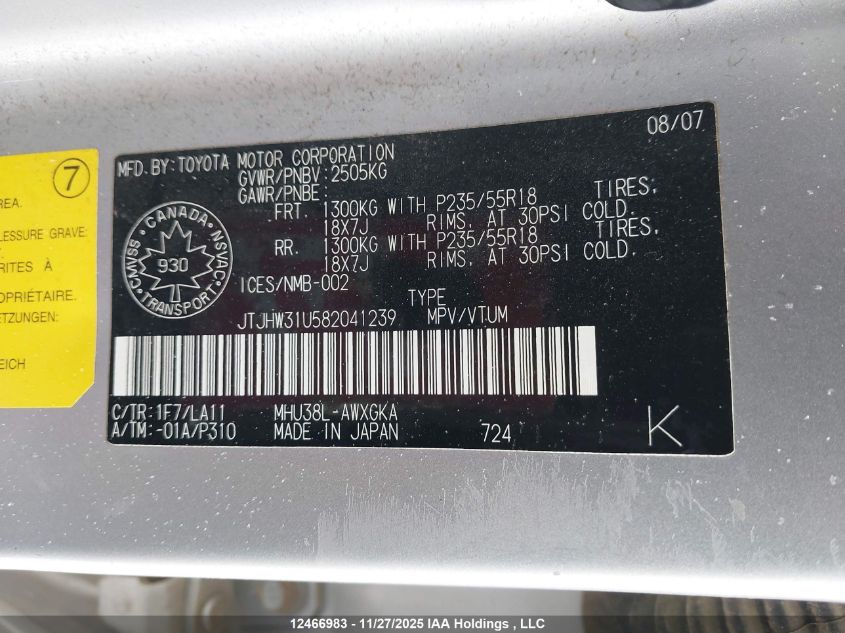 08/07
MFD.BY:TOYOTA MOTOR CORPORATION
GVWR/PNBV:2505KG
GAWR/PNBE:
FRT. 1300KG WITH P235/55R18 TIRES,
18X7J RIMS, AT 30PSI COLD.
RR. 1300KG WITH P235/55R18 TIRES,
18X7J RIMS, AT 30PSI COLD.
ICES/NMB-002
CANADA
CMVSS 930 NSVAC
TRANSPORT
TYPE
JTJHW31U582041239 MPV/VTUM
C/TR:1F7/LA11 MHU38L-AWXGKA
A/TM:-01A/P310 MADE IN JAPAN 724 K
7
REA.
LESSURE GRAVE:
RITES À
OPRIÉTAIRE.
ETZUNGEN,
EICH
12466983 - 11/27/2025 IAA Holdings , LLC